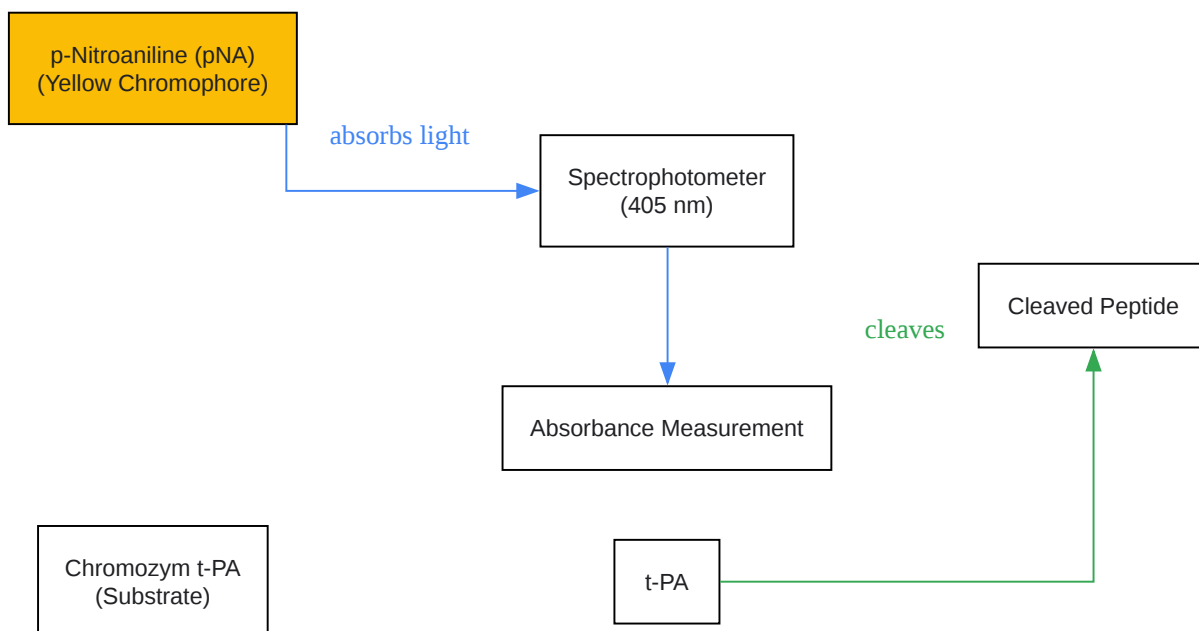 p-Nitroaniline (pNA)
(Yellow Chromophore)
absorbs light
Spectrophotometer
(405 nm)
cleaves
Cleaved Peptide
Absorbance Measurement
Chromozym t-PA
(Substrate)
t-PA